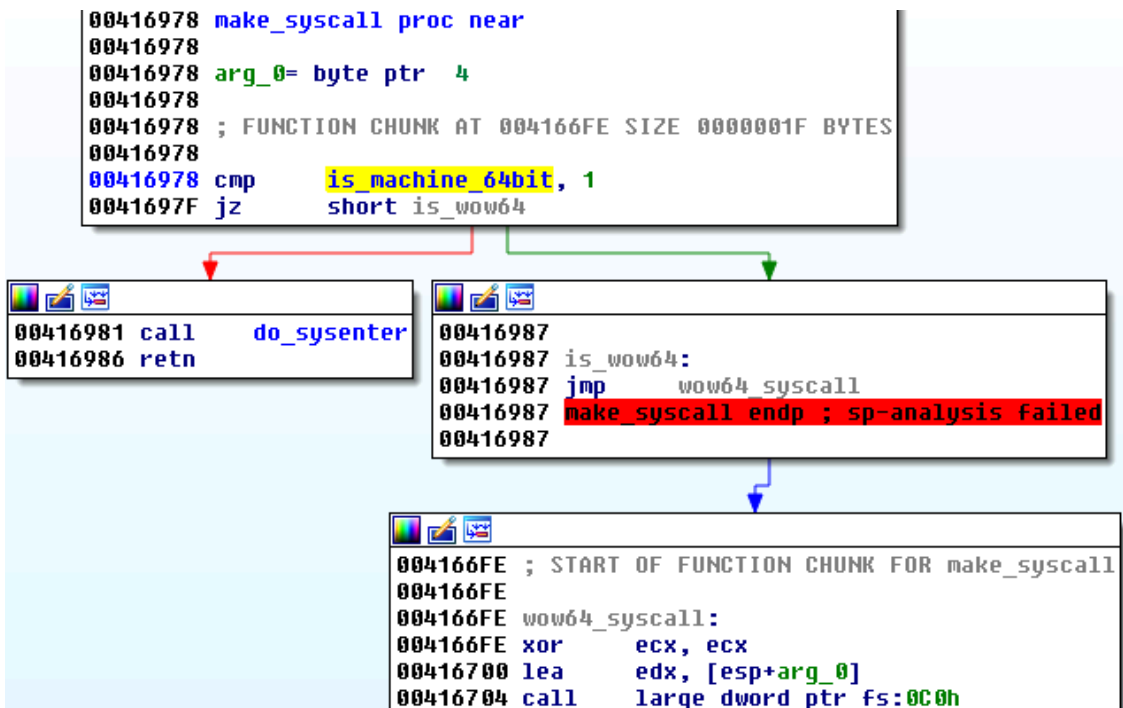 00416978 make_syscall proc near
00416978
00416978 arg_0= byte ptr  4
00416978
00416978 ; FUNCTION CHUNK AT 004166FE SIZE 0000001F BYTES
00416978
00416978 cmp     is_machine_64bit, 1
0041697F jz      short is_wow64
00416981 call    do_sysenter
00416986 retn
00416987
00416987 is_wow64:
00416987 jmp     wow64_syscall
00416987 make_syscall endp ; sp-analysis failed
00416987
004166FE ; START OF FUNCTION CHUNK FOR make_syscall
004166FE
004166FE wow64_syscall:
004166FE xor     ecx, ecx
00416700 lea     edx, [esp+arg_0]
00416704 call    large dword ptr fs:0C0h